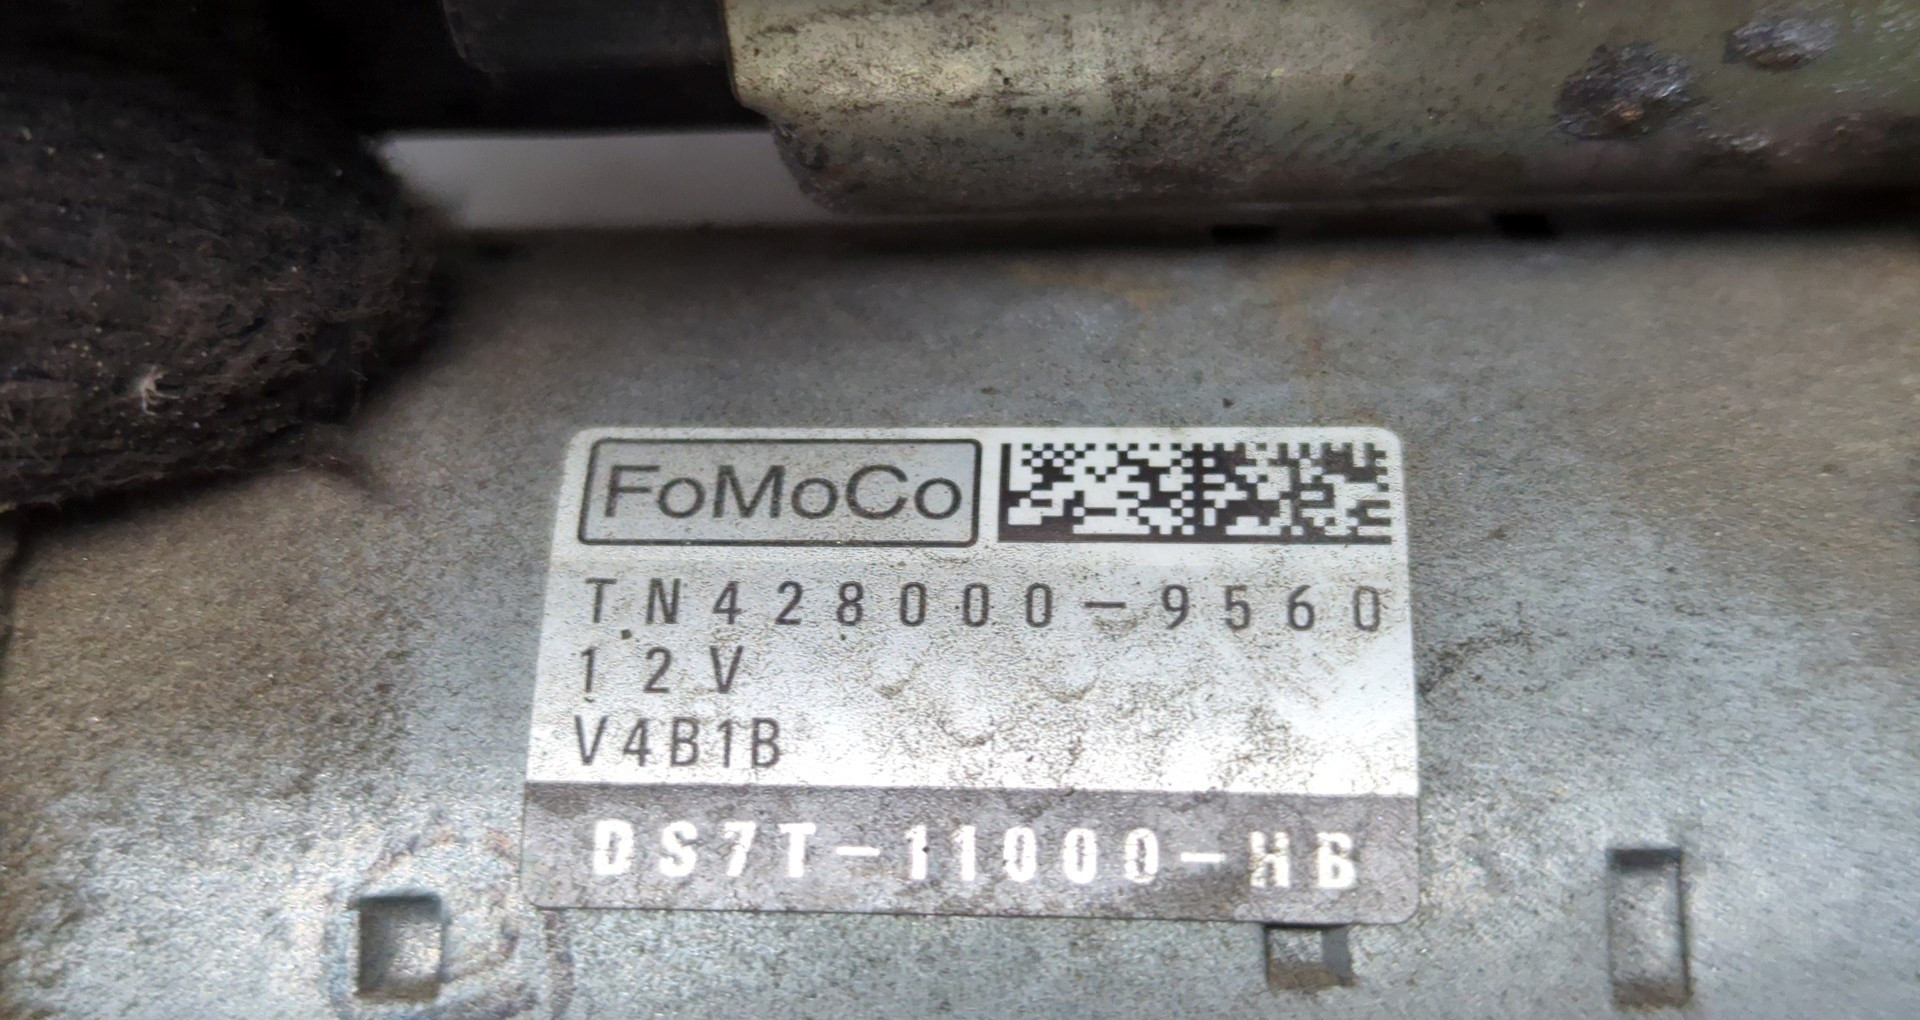 FoMoCo
TN428000-9560
12V
V4B1B
DS7T-11000-HB